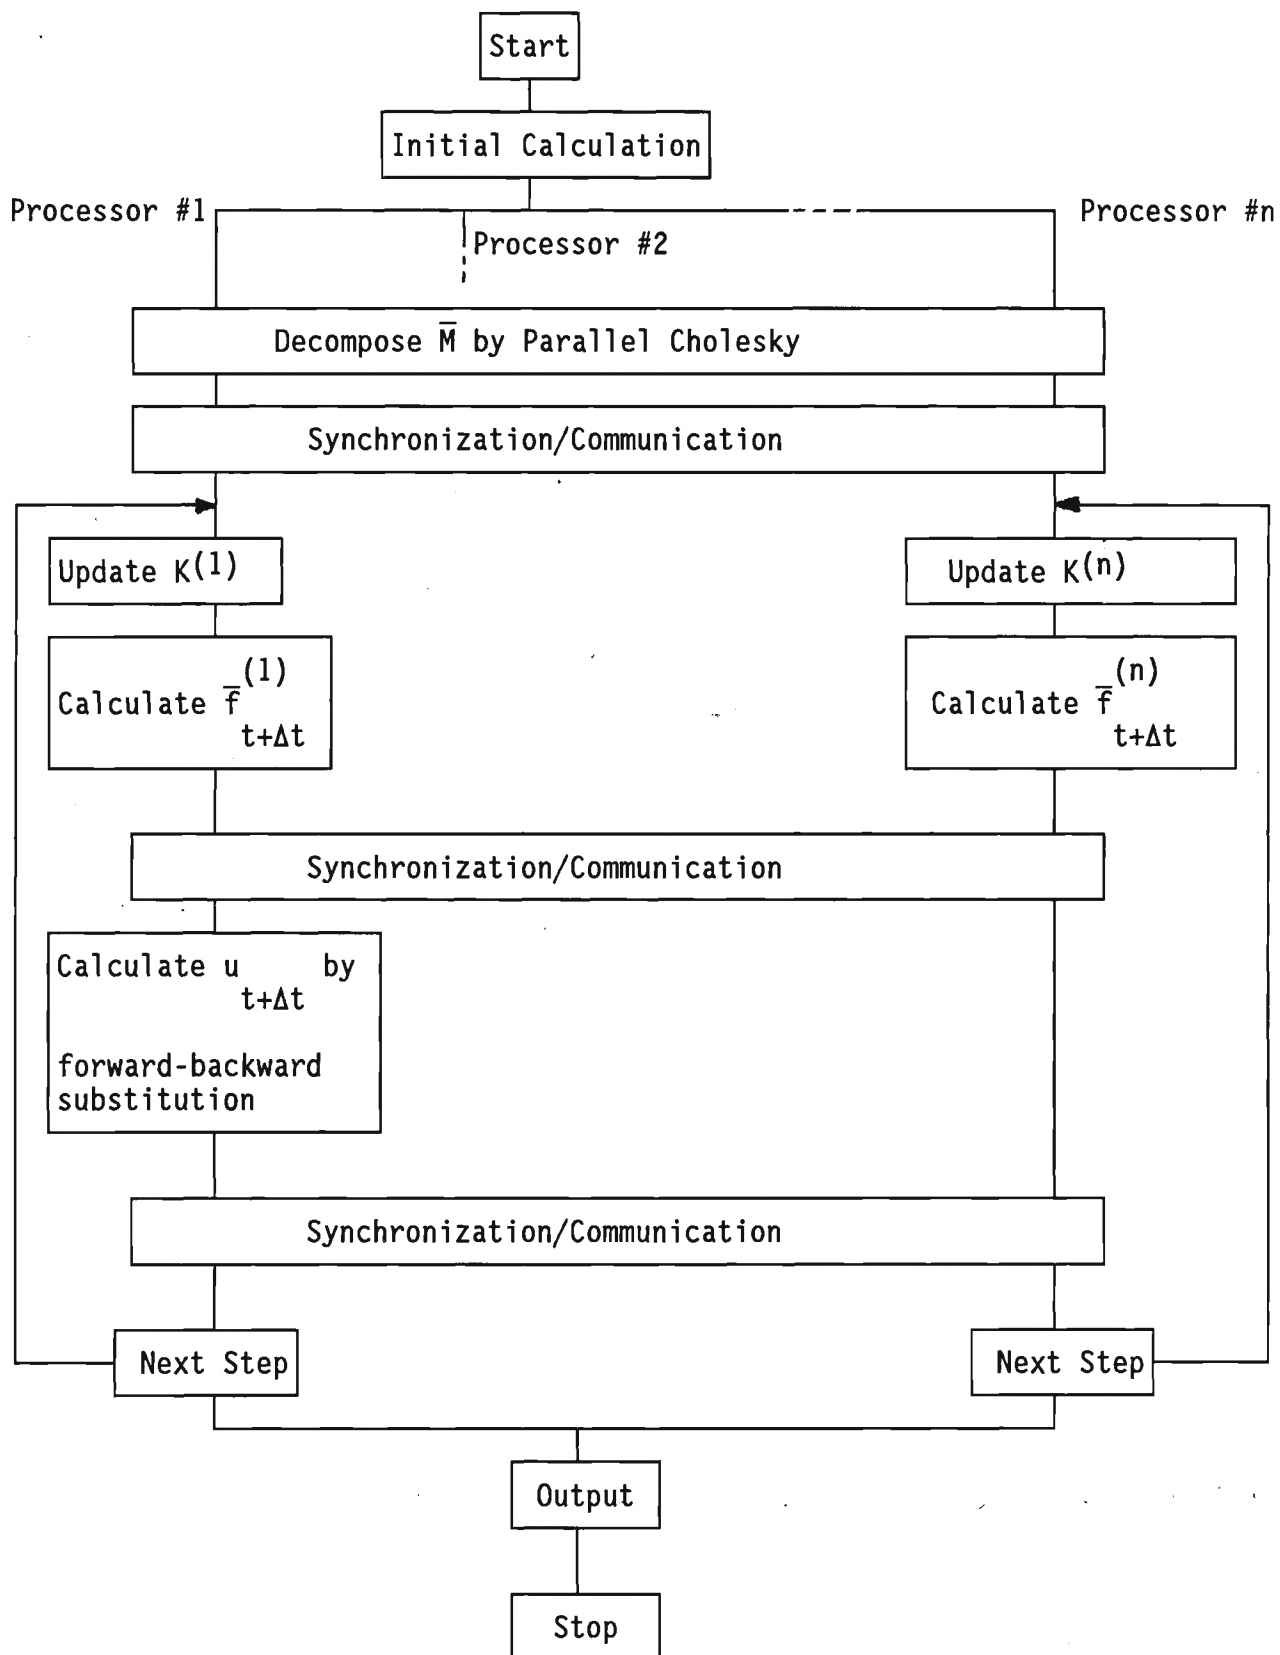 Start
Initial Calculation
Processor #1
Processor #n
Processor #2
Decompose M̄ by Parallel Cholesky
Synchronization/Communication
Update K(1)
Update K(n)
Calculate f̄(1)t+Δt
Calculate f̄(n)t+Δt
Synchronization/Communication
Calculate ut+Δt by
forward-backward
substitution
Synchronization/Communication
Next Step
Next Step
Output
Stop